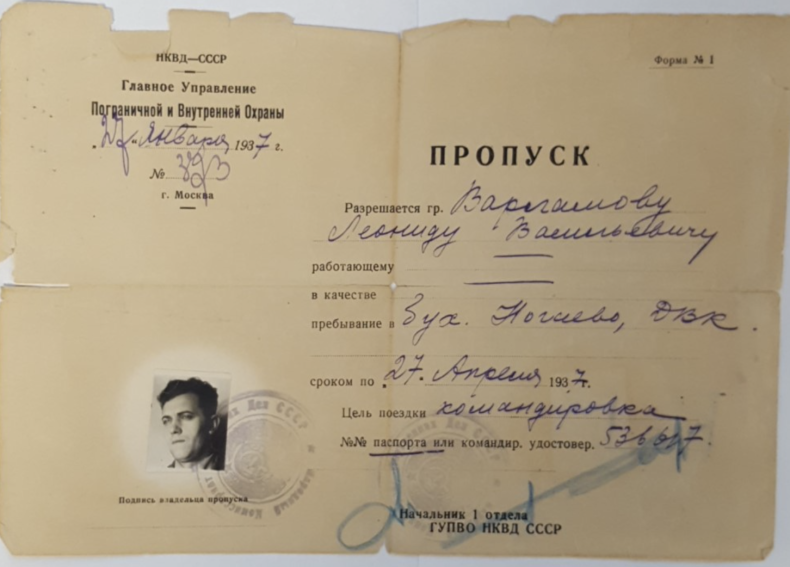 НКВД—СССР
Главное Управление
Пограничной и Внутренней Охраны
„27“ Января 1937 г.
№ 393
г. Москва
Подпись владельца пропуска
Форма № 1
ПРОПУСК
Разрешается гр. Варламову
Леониду Васильевичу
работающему
в качестве
пребывание в бух. Ногаево, ДВК.
сроком по 27. Апреля 1937.
Цель поездки командировка
№№ паспорта или командир. удостовер.
Начальник 1 отдела
ГУПВО НКВД СССР